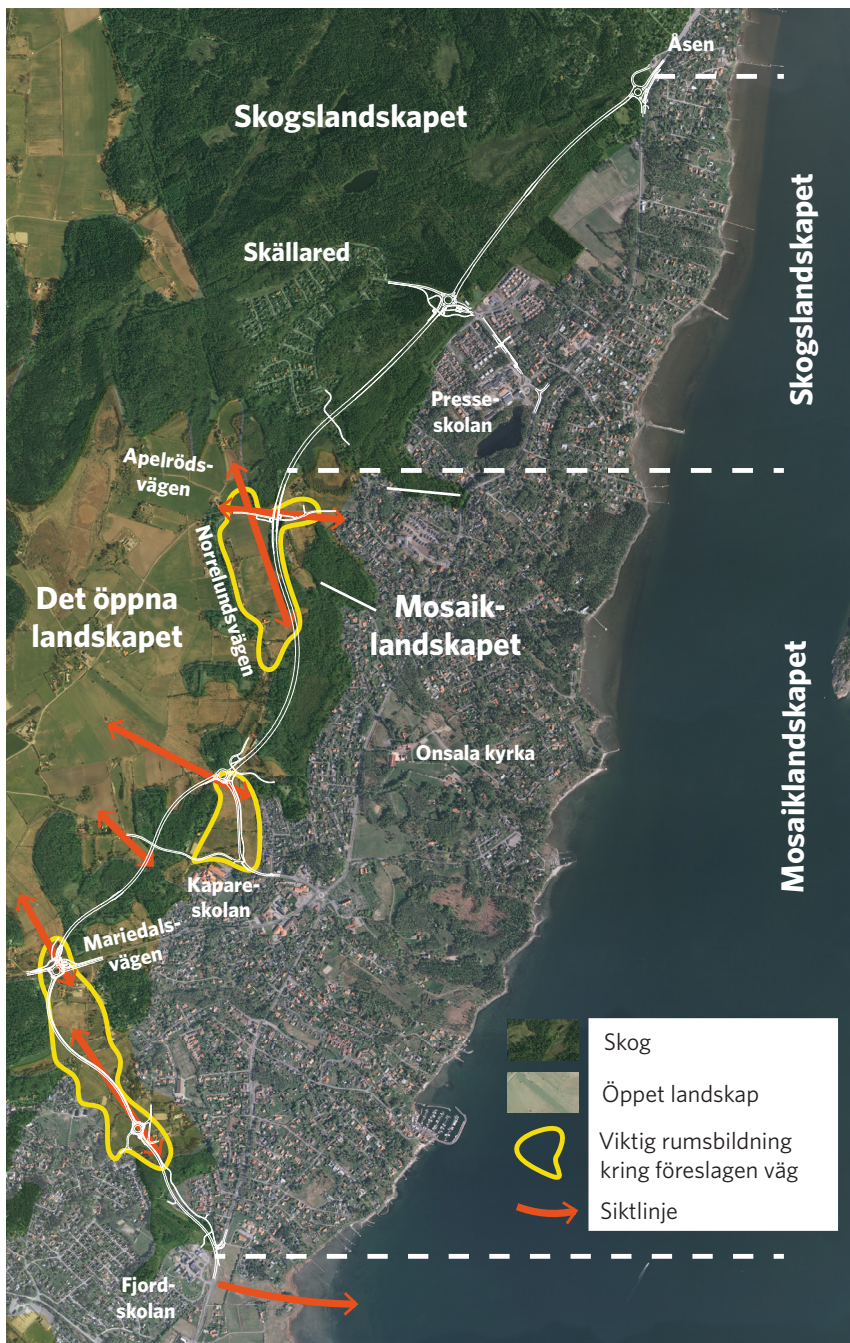 Åsen
Skogslandskapet
Skogslandskapet
Skällared
Presse-
skolan
Apelröds-
vägen
Norrelundsvägen
Det öppna
landskapet
Mosaik-
landskapet
Mosaiklandskapet
Onsala kyrka
Kapare-
skolan
Mariedals-
vägen
Skog
Öppet landskap
Viktig rumsbildning
kring föreslagen väg
Siktlinje
Fjord-
skolan